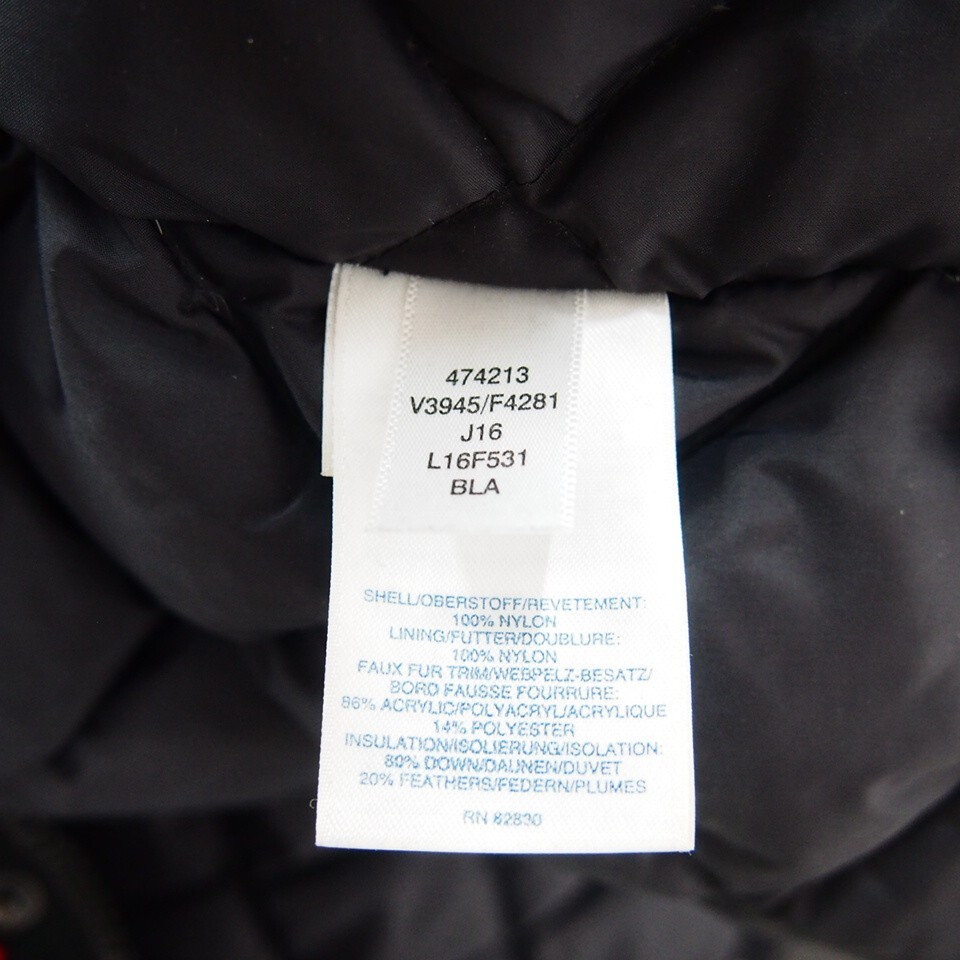 474213
V3945/F4281
J16
L16F531
BLA
SHELL/OBERSTOFF/REVETEMENT:
100% NYLON
LINING/FUTTER/DOUBLURE:
100% NYLON
FAUX FUR TRIM/WEBPELZ-BESATZ/
BORD FAUSSE FOURRURE:
86% ACRYLIC/POLYACRYL/ACRYLIQUE
14% POLYESTER
INSULATION/ISOLIERUNG/ISOLATION:
80% DOWN/DAUNEN/DUVET
20% FEATHERS/FEDERN/PLUMES
RN 82830